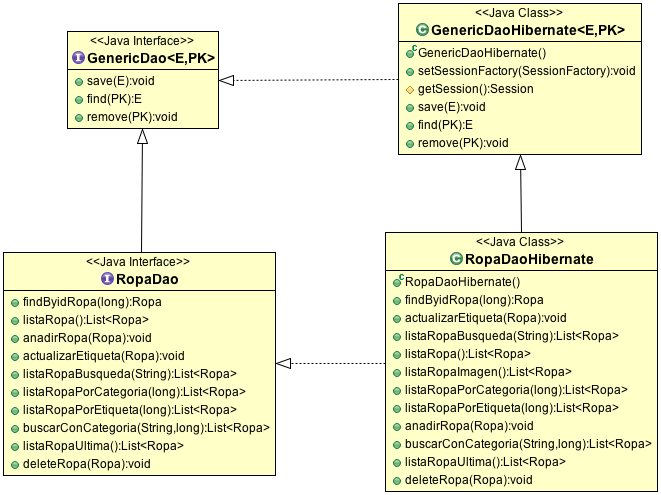 <<Java Interface>>
GenericDao<E,PK>
save(E):void
find(PK):E
remove(PK):void
<<Java Class>>
GenericDaoHibernate<E,PK>
GenericDaoHibernate()
setSessionFactory(SessionFactory):void
getSession():Session
save(E):void
find(PK):E
remove(PK):void
<<Java Interface>>
RopaDao
findByidRopa(long):Ropa
listaRopa():List<Ropa>
anadirRopa(Ropa):void
actualizarEtiqueta(Ropa):void
listaRopaBusqueda(String):List<Ropa>
listaRopaPorCategoria(long):List<Ropa>
listaRopaPorEtiqueta(long):List<Ropa>
buscarConCategoria(String,long):List<Ropa>
listaRopaUltima():List<Ropa>
deleteRopa(Ropa):void
<<Java Class>>
RopaDaoHibernate
RopaDaoHibernate()
findByidRopa(long):Ropa
actualizarEtiqueta(Ropa):void
listaRopaBusqueda(String):List<Ropa>
listaRopa():List<Ropa>
listaRopaImagen():List<Ropa>
listaRopaPorCategoria(long):List<Ropa>
listaRopaPorEtiqueta(long):List<Ropa>
anadirRopa(Ropa):void
buscarConCategoria(String,long):List<Ropa>
listaRopaUltima():List<Ropa>
deleteRopa(Ropa):void